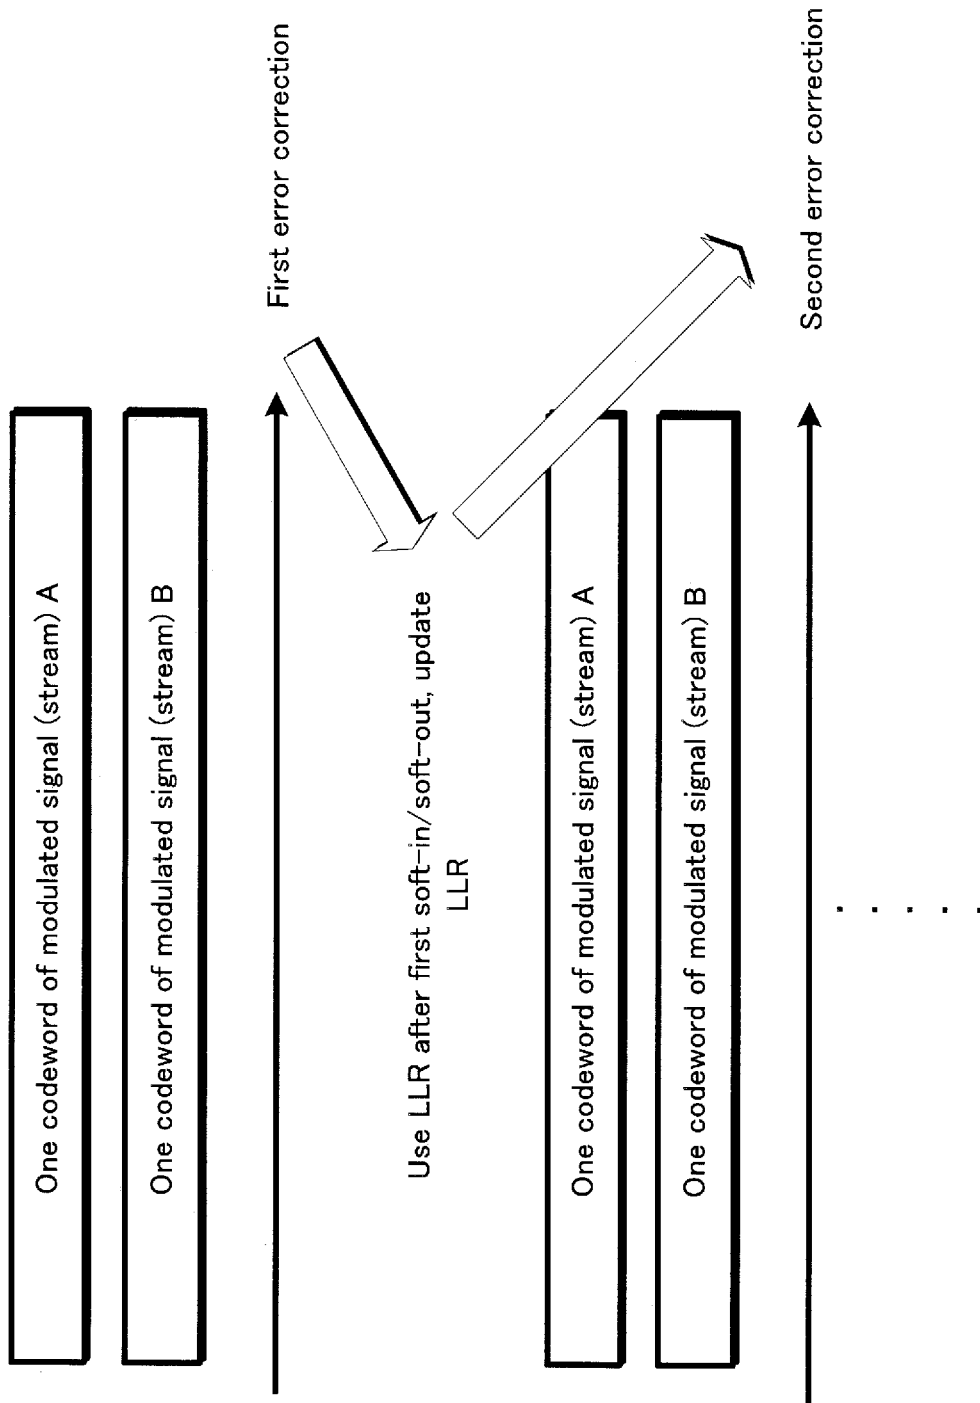 One codeword of modulated signal (stream) A
One codeword of modulated signal (stream) B
First error correction
Use LLR after first soft-in/soft-out, update
LLR
One codeword of modulated signal (stream) A
One codeword of modulated signal (stream) B
Second error correction
. . . . .